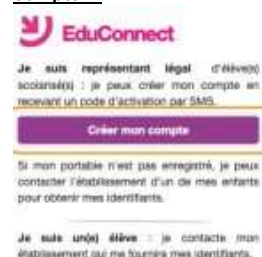 EduConnect
Je suis représentant légal d'élève(s)
scolarisé(s) : je peux créer mon compte en
recevant un code d'activation par SMS.
Créer mon compte
Si mon portable n'est pas enregistré, je peux
contacter l'établissement d'un de mes enfants
pour obtenir mes identifiants.
Je suis un(e) élève : je contacte mon
établissement qui me fournira mes identifiants.